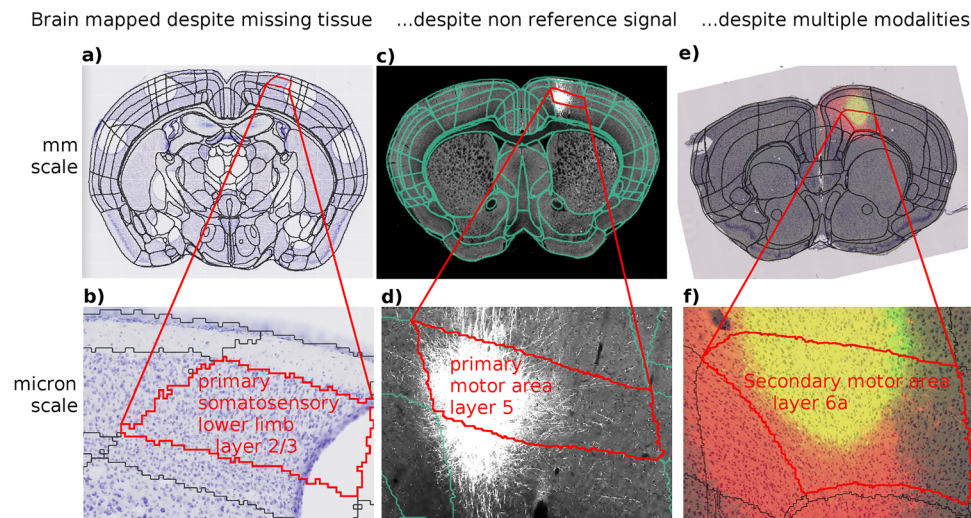 Brain mapped despite missing tissue
...despite non reference signal
...despite multiple modalities
a)
c)
e)
mm
scale
b)
d)
f)
micron
scale
primary
somatosensory
lower limb
layer 2/3
primary
motor area
layer 5
Secondary motor area
layer 6a